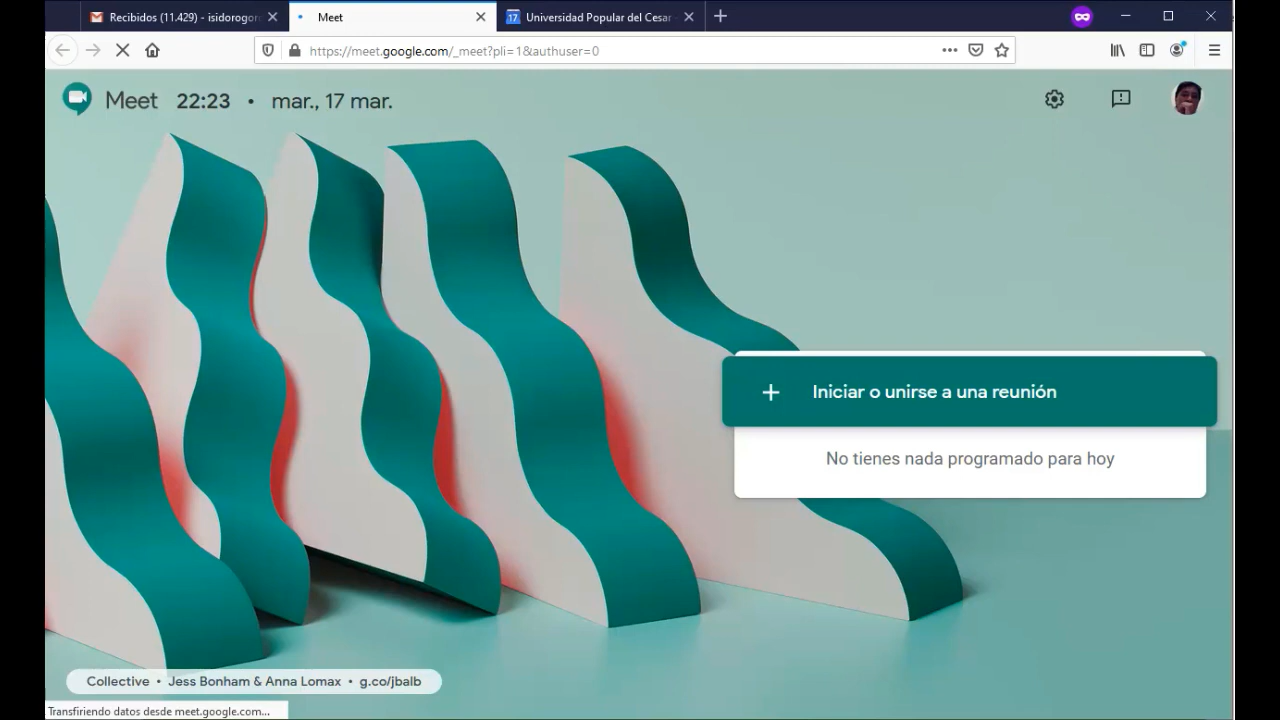 Recibidos (11.429) - isidorogoro
Meet
17
Universidad Popular del Cesar -
https://meet.google.com/_meet?pli=1&authuser=0
Meet 22:23 • mar., 17 mar.
+ Iniciar o unirse a una reunión
No tienes nada programado para hoy
Collective • Jess Bonham & Anna Lomax • g.co/jbalb
Transfiriendo datos desde meet.google.com...